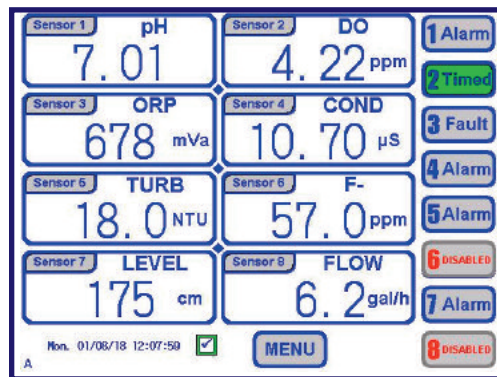 Sensor 1 pH
7.01
Sensor 2 DO
4.22 ppm
1 Alarm
2 Timed
Sensor 3 ORP
678 mVa
Sensor 4 COND
10.70 µS
3 Fault
4 Alarm
Sensor 5 TURB
18.0 NTU
Sensor 6 F-
57.0 ppm
5 Alarm
6 DISABLED
Sensor 7 LEVEL
175 cm
Sensor 8 FLOW
6.2 gal/h
7 Alarm
Mon. 01/08/18 12:07:59
MENU
8 DISABLED
A